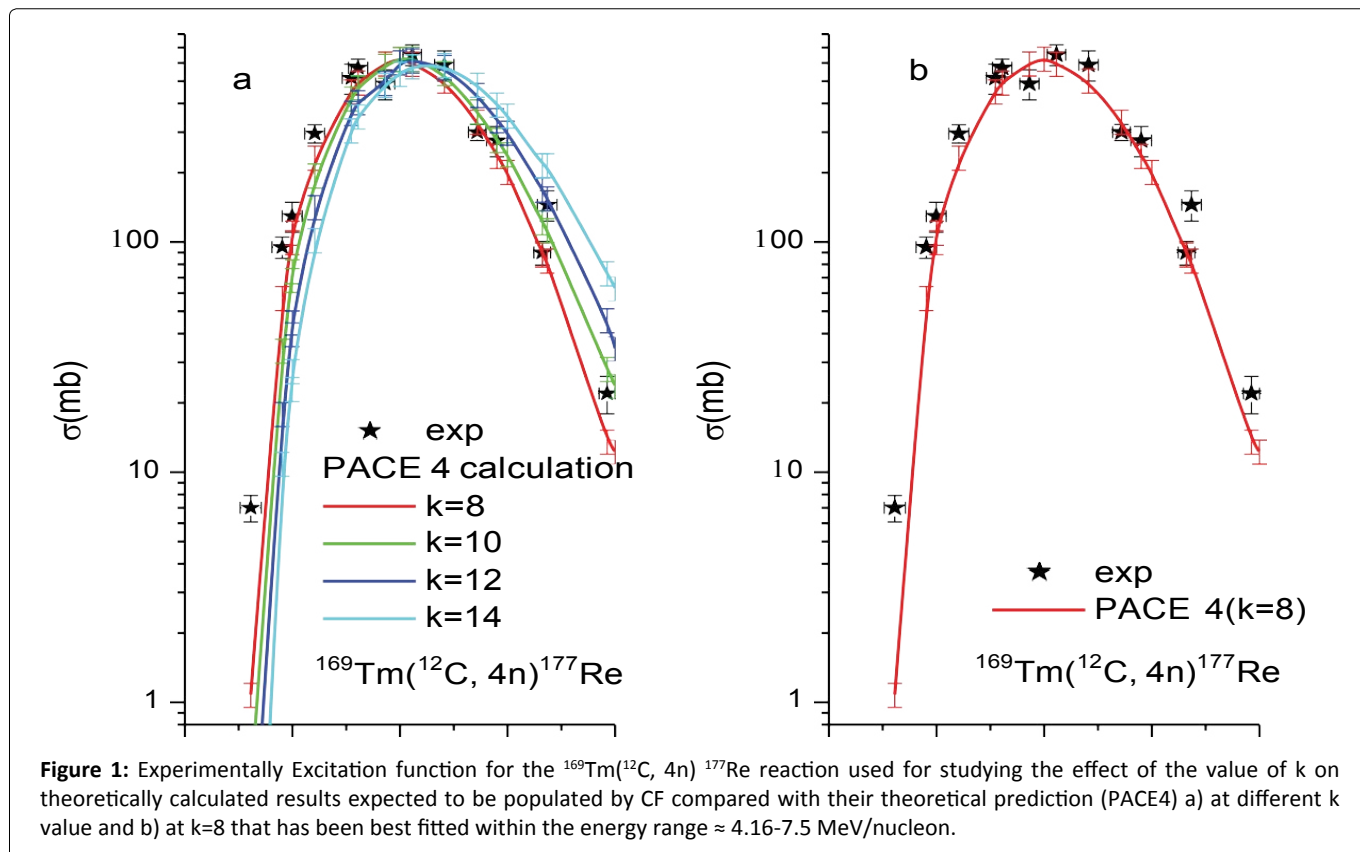 a
100
10
1
σ(mb)
exp
PACE 4 calculation
k=8
k=10
k=12
k=14
¹⁶⁹Tm(¹²C, 4n)¹⁷⁷Re
b
100
10
1
σ(mb)
exp
PACE 4(k=8)
¹⁶⁹Tm(¹²C, 4n)¹⁷⁷Re
Figure 1: Experimentally Excitation function for the ¹⁶⁹Tm(¹²C, 4n) ¹⁷⁷Re reaction used for studying the effect of the value of k on
theoretically calculated results expected to be populated by CF compared with their theoretical prediction (PACE4) a) at different k
value and b) at k=8 that has been best fitted within the energy range ≈ 4.16-7.5 MeV/nucleon.